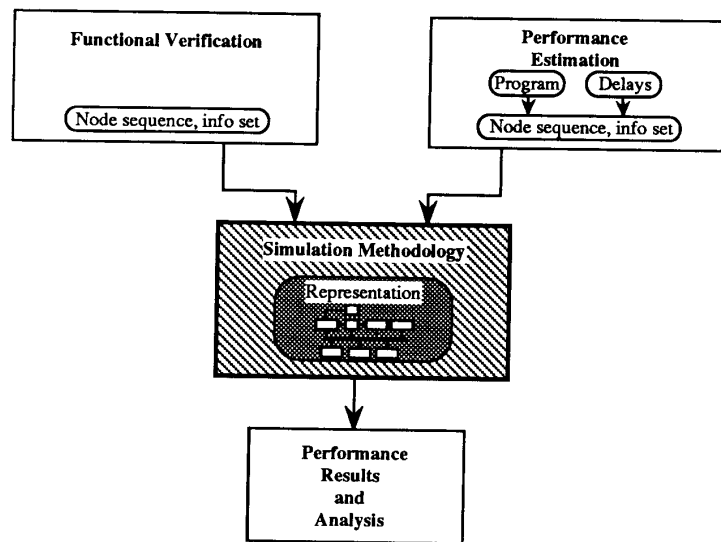 Functional Verification
Node sequence, info set
Performance
Estimation
Program
Delays
Node sequence, info set
Simulation Methodology
Representation
Performance
Results
and
Analysis